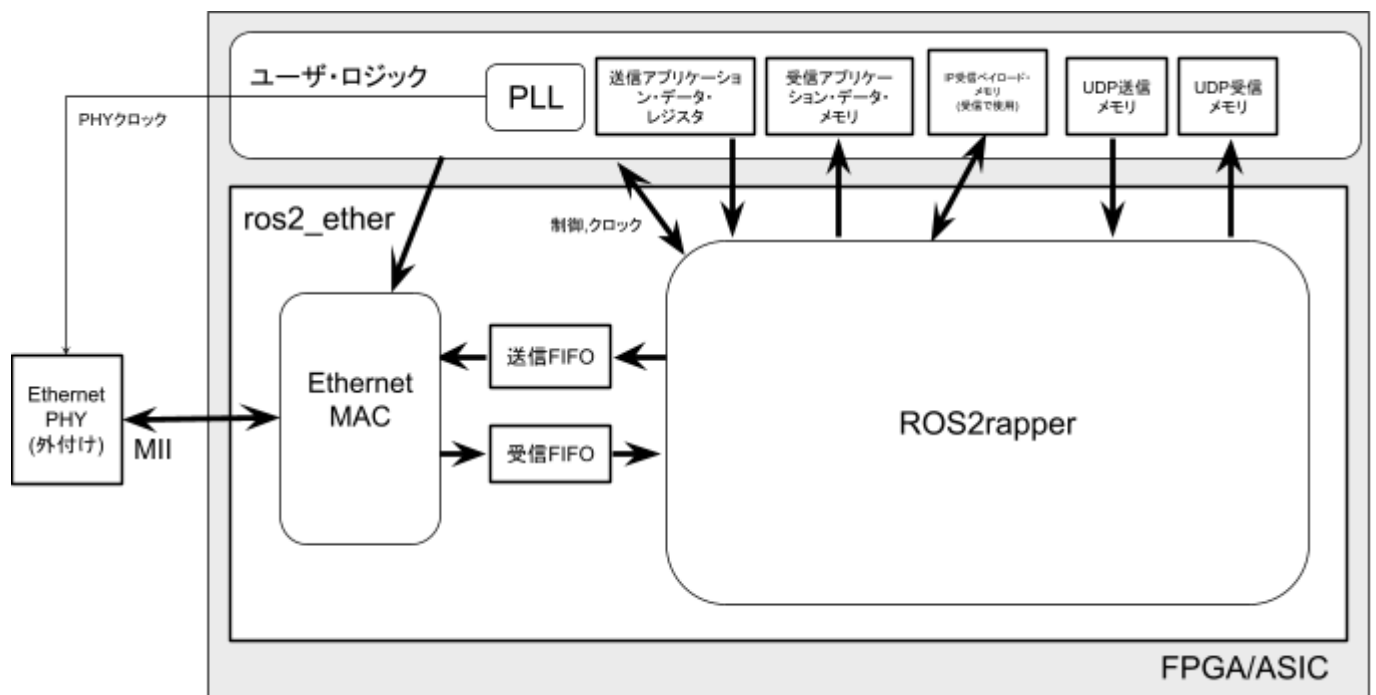 ユーザ・ロジック
PLL
送信アプリケーショ
ン・データ・
レジスタ
受信アプリケー
ション・データ・
メモリ
IP受信ペイロード・
メモリ
(受信で使用)
UDP送信
メモリ
UDP受信
メモリ
PHYクロック
ros2_ether
制御,クロック
Ethernet
PHY
(外付け)
MII
Ethernet
MAC
送信FIFO
受信FIFO
ROS2rapper
FPGA/ASIC